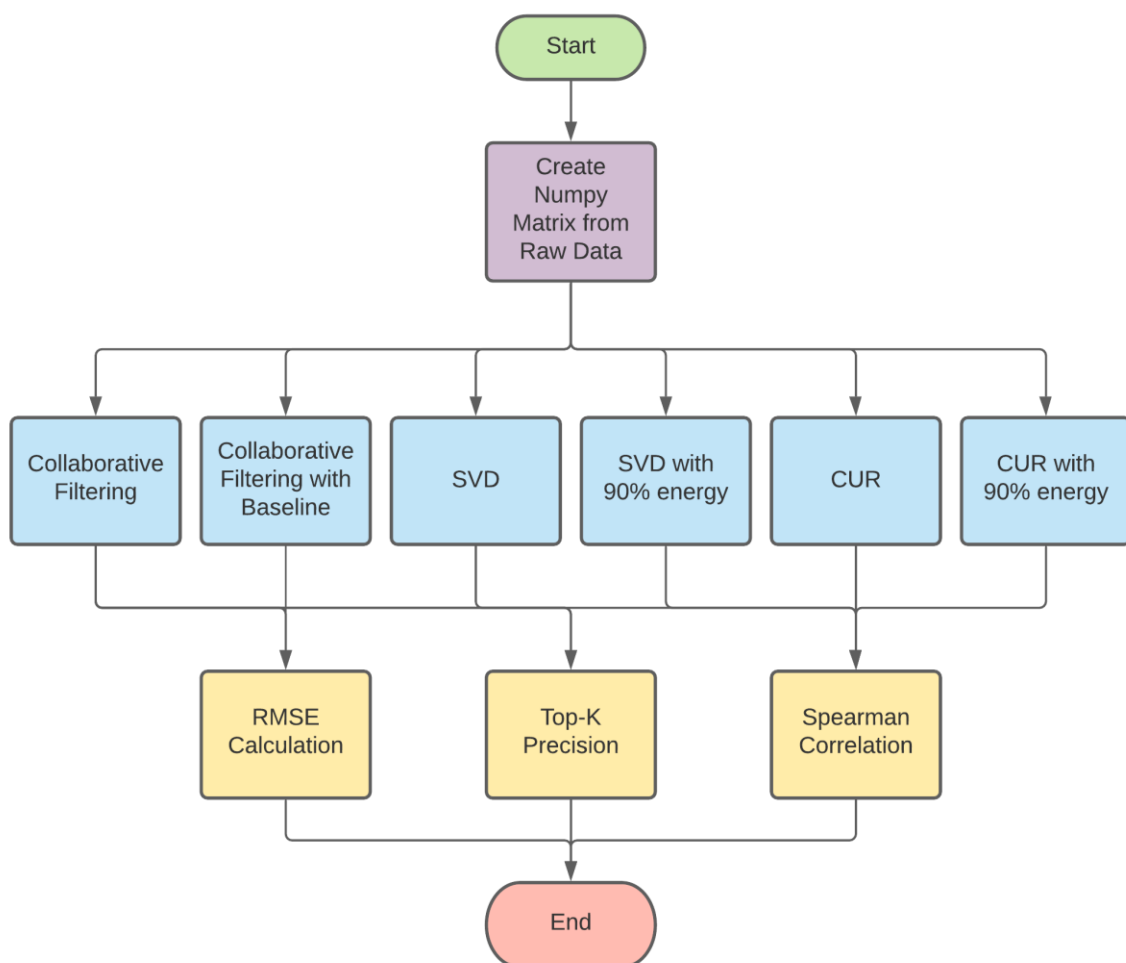 Start
Create
Numpy
Matrix from
Raw Data
Collaborative
Filtering
Collaborative
Filtering with
Baseline
SVD
SVD with
90% energy
CUR
CUR with
90% energy
RMSE
Calculation
Top-K
Precision
Spearman
Correlation
End